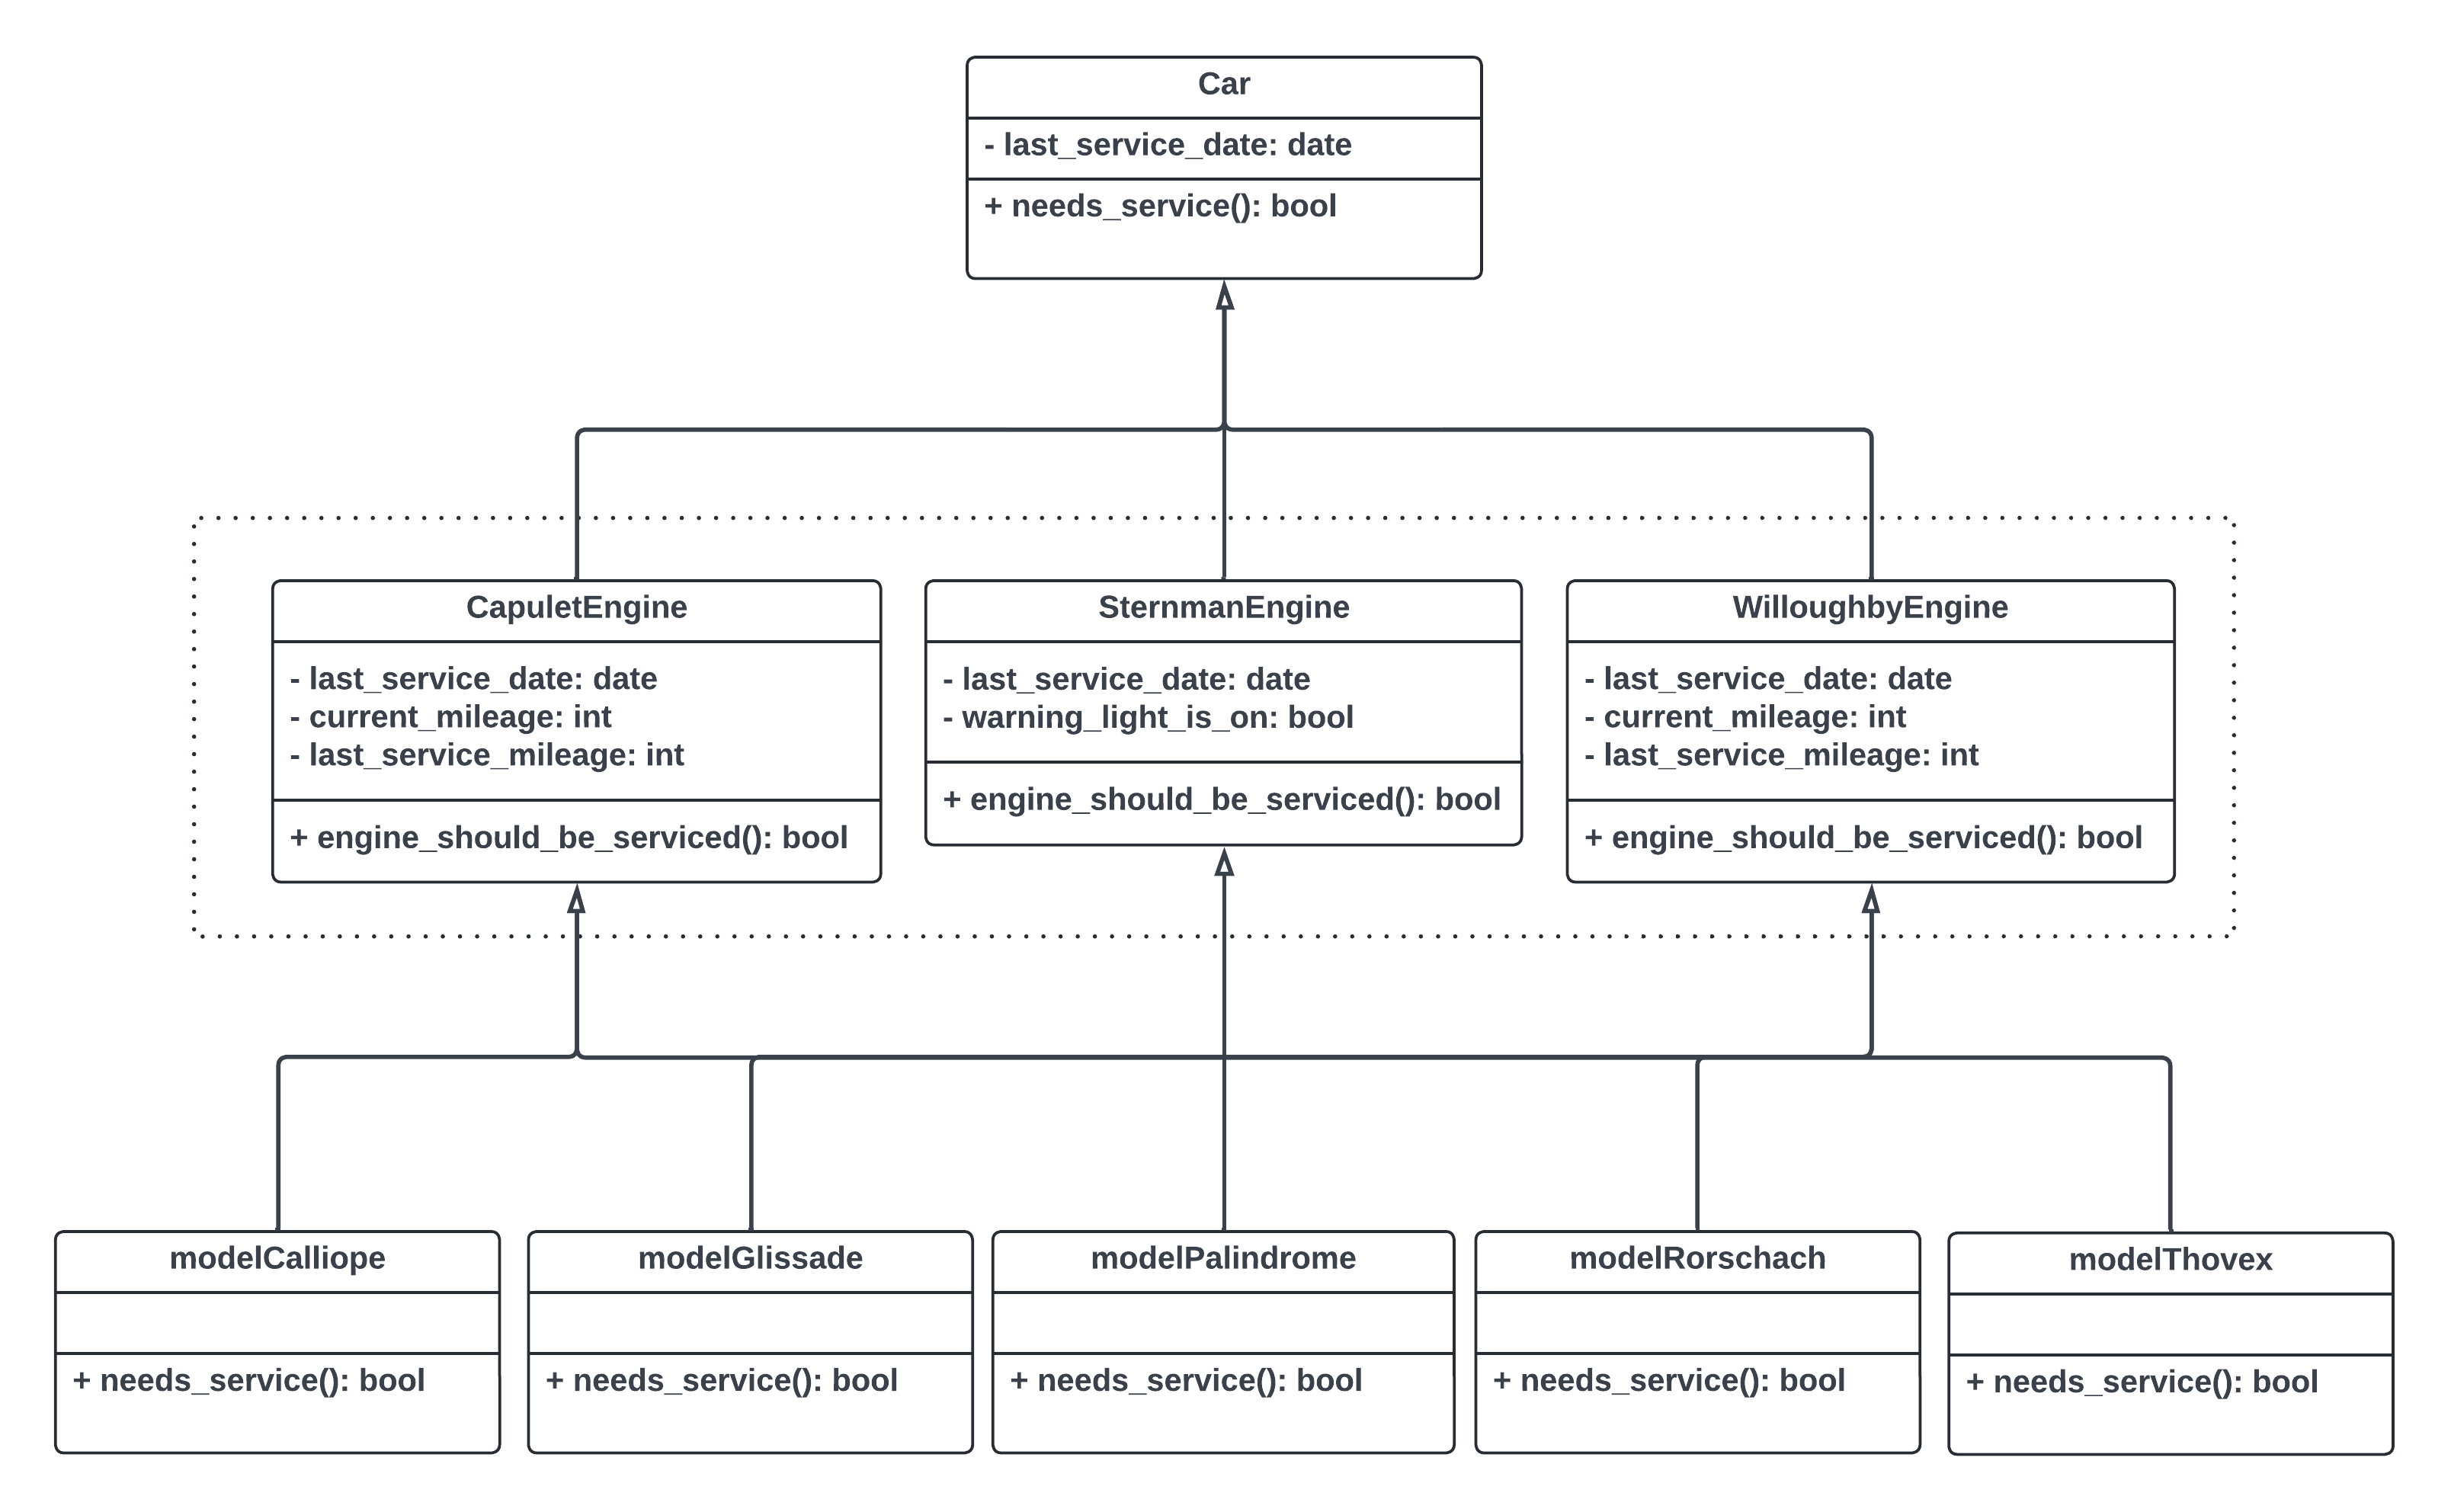 Car
- last_service_date: date
+ needs_service(): bool
CapuletEngine
- last_service_date: date
- current_mileage: int
- last_service_mileage: int
+ engine_should_be_serviced(): bool
SternmanEngine
- last_service_date: date
- warning_light_is_on: bool
+ engine_should_be_serviced(): bool
WilloughbyEngine
- last_service_date: date
- current_mileage: int
- last_service_mileage: int
+ engine_should_be_serviced(): bool
modelCalliope
+ needs_service(): bool
modelGlissade
+ needs_service(): bool
modelPalindrome
+ needs_service(): bool
modelRorschach
+ needs_service(): bool
modelThovex
+ needs_service(): bool